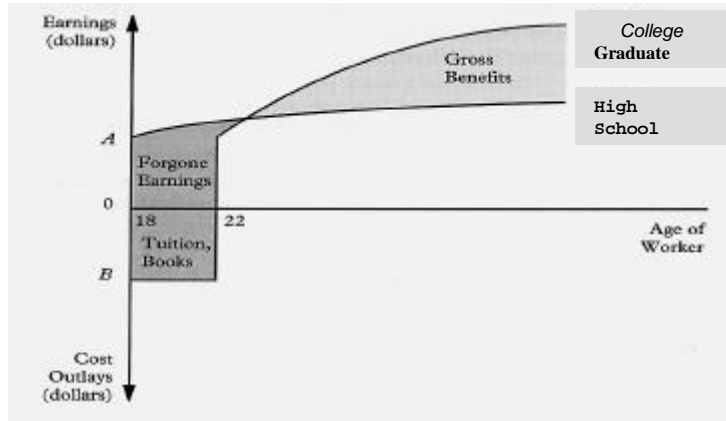 Earnings
(dollars)
College
Graduate
Gross
Benefits
High
School
A
Forgone
Earnings
0
18
22
Tuition,
Books
Age of
Worker
B
Cost
Outlays
(dollars)